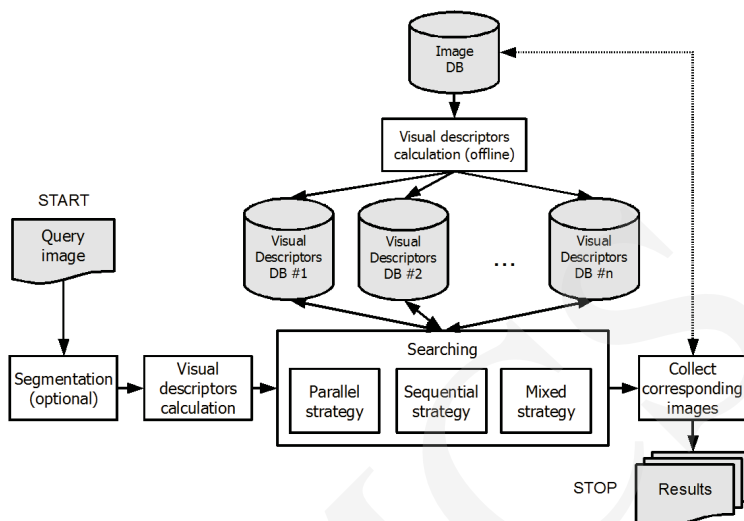 Image
DB
Visual descriptors
calculation (offline)
START
Query
image
Visual
Descriptors
DB #1
Visual
Descriptors
DB #2
...
Visual
Descriptors
DB #n
Searching
Segmentation
(optional)
Visual
descriptors
calculation
Parallel
strategy
Sequential
strategy
Mixed
strategy
Collect
corresponding
images
STOP
Results